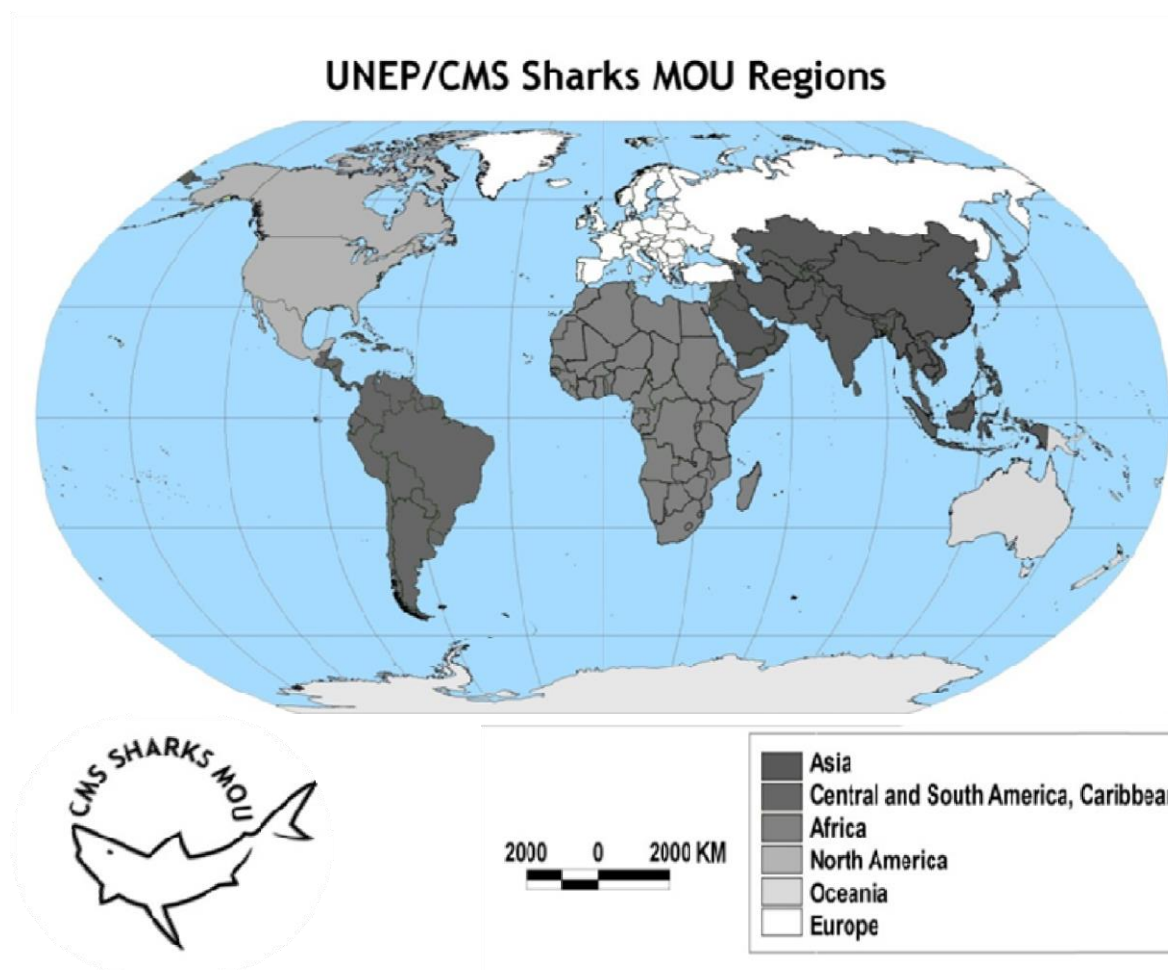 UNEP/CMS Sharks MOU Regions
CMS SHARKS MOU
2000 0 2000 KM
Asia
Central and South America, Caribbean
Africa
North America
Oceania
Europe